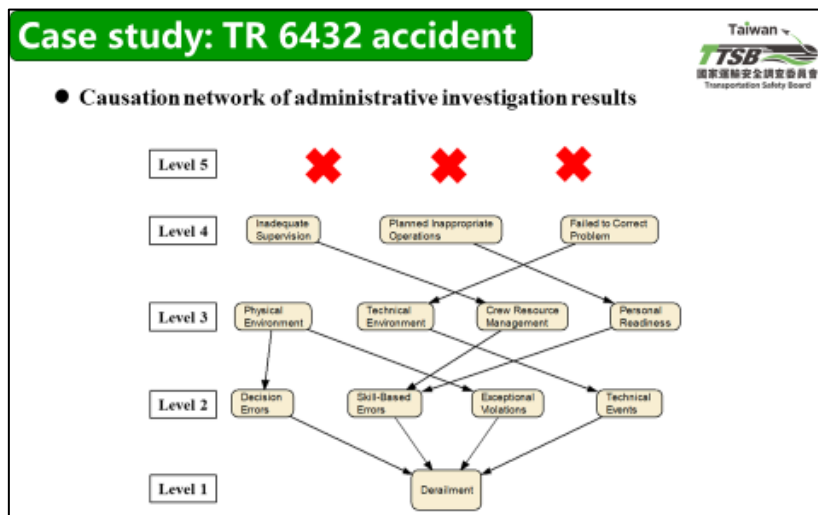 Case study: TR 6432 accident
Taiwan
TTSB
國家運輸安全調查委員會
Transportation Safety Board
● Causation network of administrative investigation results
Level 5
Level 4
Inadequate
Supervision
Planned Inappropriate
Operations
Failed to Correct
Problem
Level 3
Physical
Environment
Technical
Environment
Crew Resource
Management
Personal
Readiness
Level 2
Decision
Errors
Skill-Based
Errors
Exceptional
Violations
Technical
Events
Level 1
Derailment